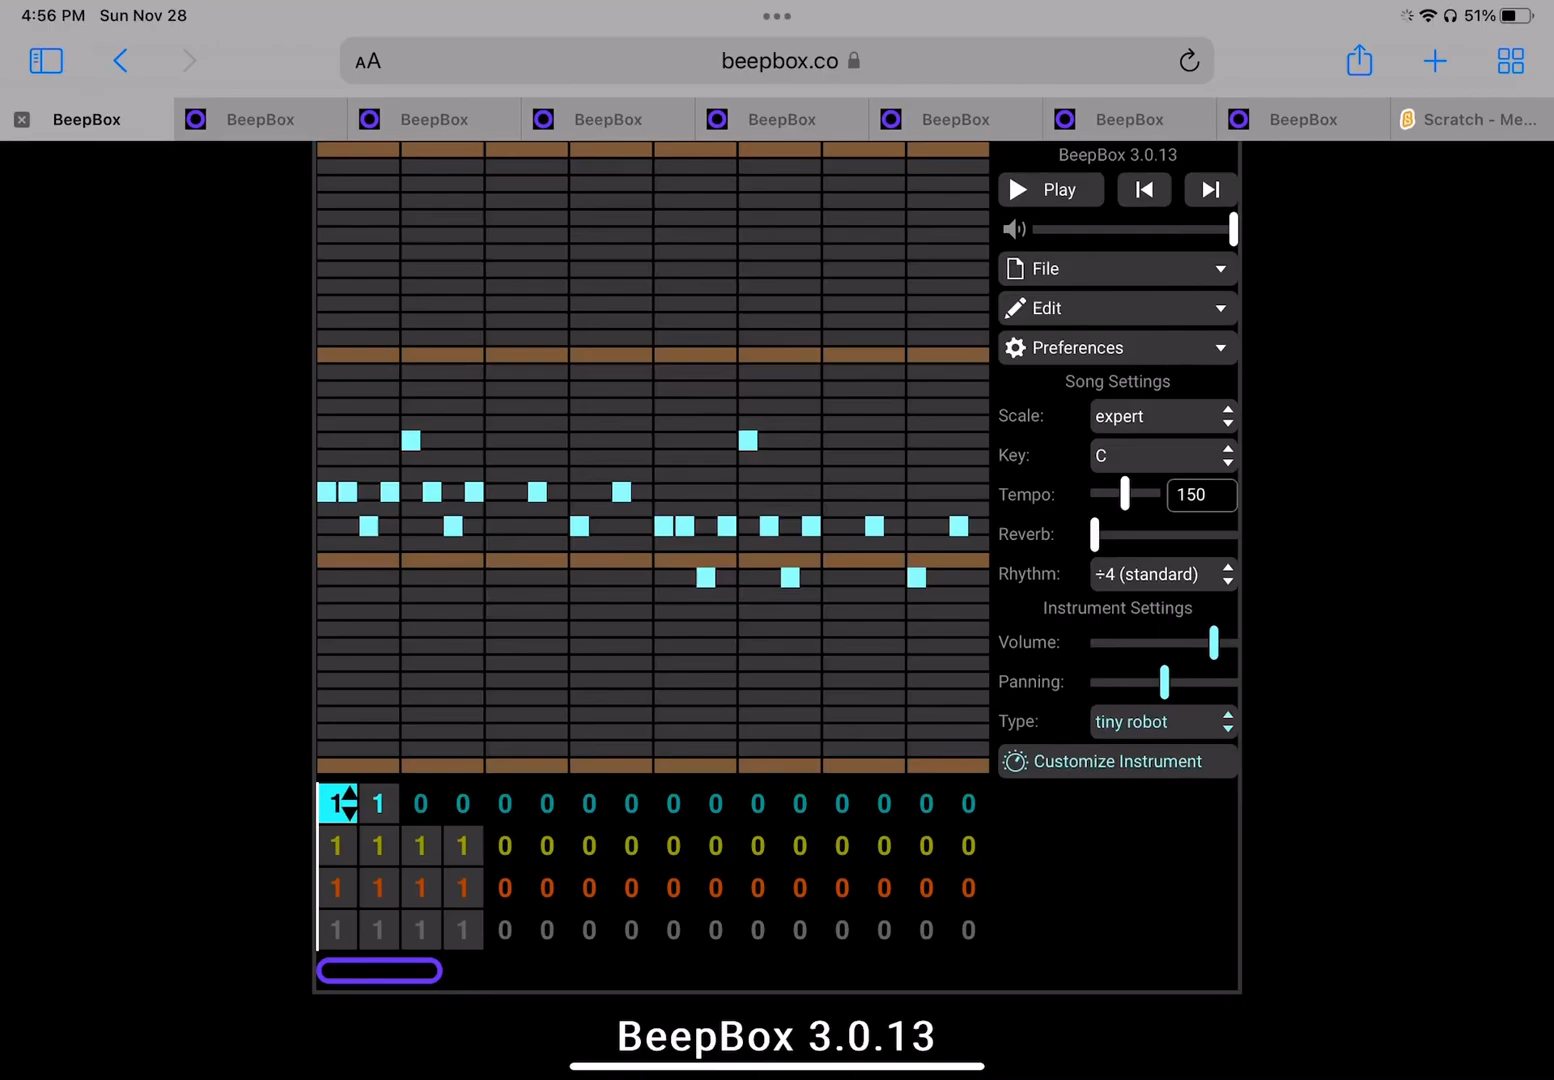 4:56 PM Sun Nov 28
51%
AA
beepbox.co
BeepBox BeepBox BeepBox BeepBox BeepBox BeepBox BeepBox BeepBox Scratch - Me...
BeepBox 3.0.13
Play
File
Edit
Preferences
Song Settings
Scale: expert
Key: C
Tempo: 150
Reverb:
Rhythm: ÷4 (standard)
Instrument Settings
Volume:
Panning:
Type: tiny robot
Customize Instrument
1 1 0 0 0 0 0 0 0 0 0 0 0 0 0 0
1 1 1 1 0 0 0 0 0 0 0 0 0 0 0 0
1 1 1 1 0 0 0 0 0 0 0 0 0 0 0 0
1 1 1 1 0 0 0 0 0 0 0 0 0 0 0 0
BeepBox 3.0.13